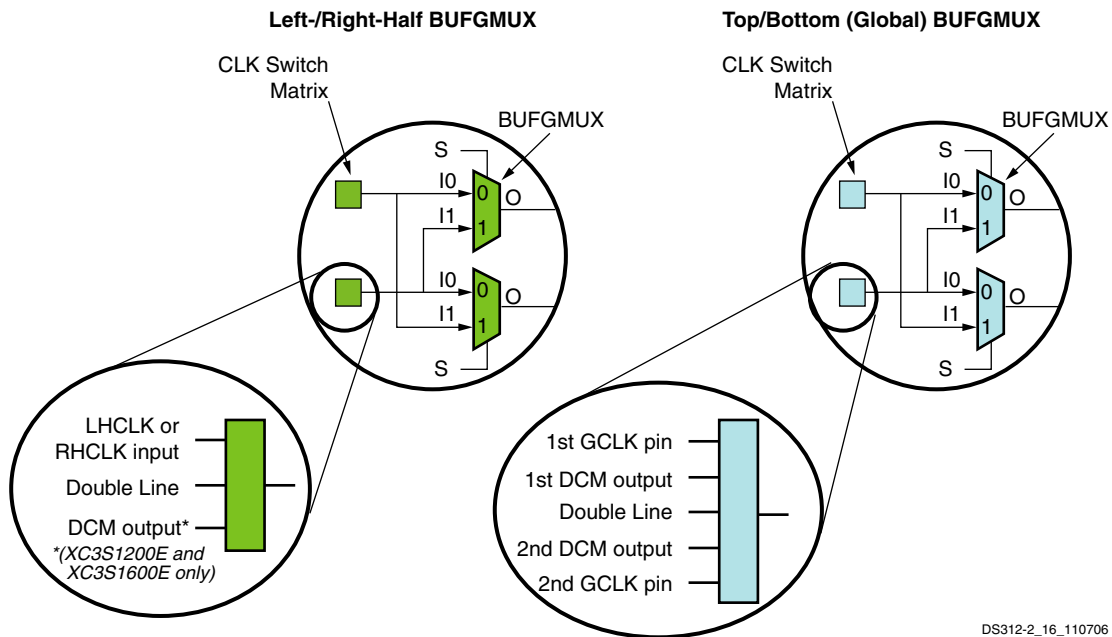 Left-/Right-Half BUFGMUX
CLK Switch
Matrix
BUFGMUX
S
I0
0
O
I1
1
I0
0
O
I1
1
S
LHCLK or
RHCLK input
Double Line
DCM output*
*(XC3S1200E and
XC3S1600E only)
Top/Bottom (Global) BUFGMUX
CLK Switch
Matrix
BUFGMUX
S
I0
0
O
I1
1
I0
0
O
I1
1
S
1st GCLK pin
1st DCM output
Double Line
2nd DCM output
2nd GCLK pin
DS312-2_16_110706